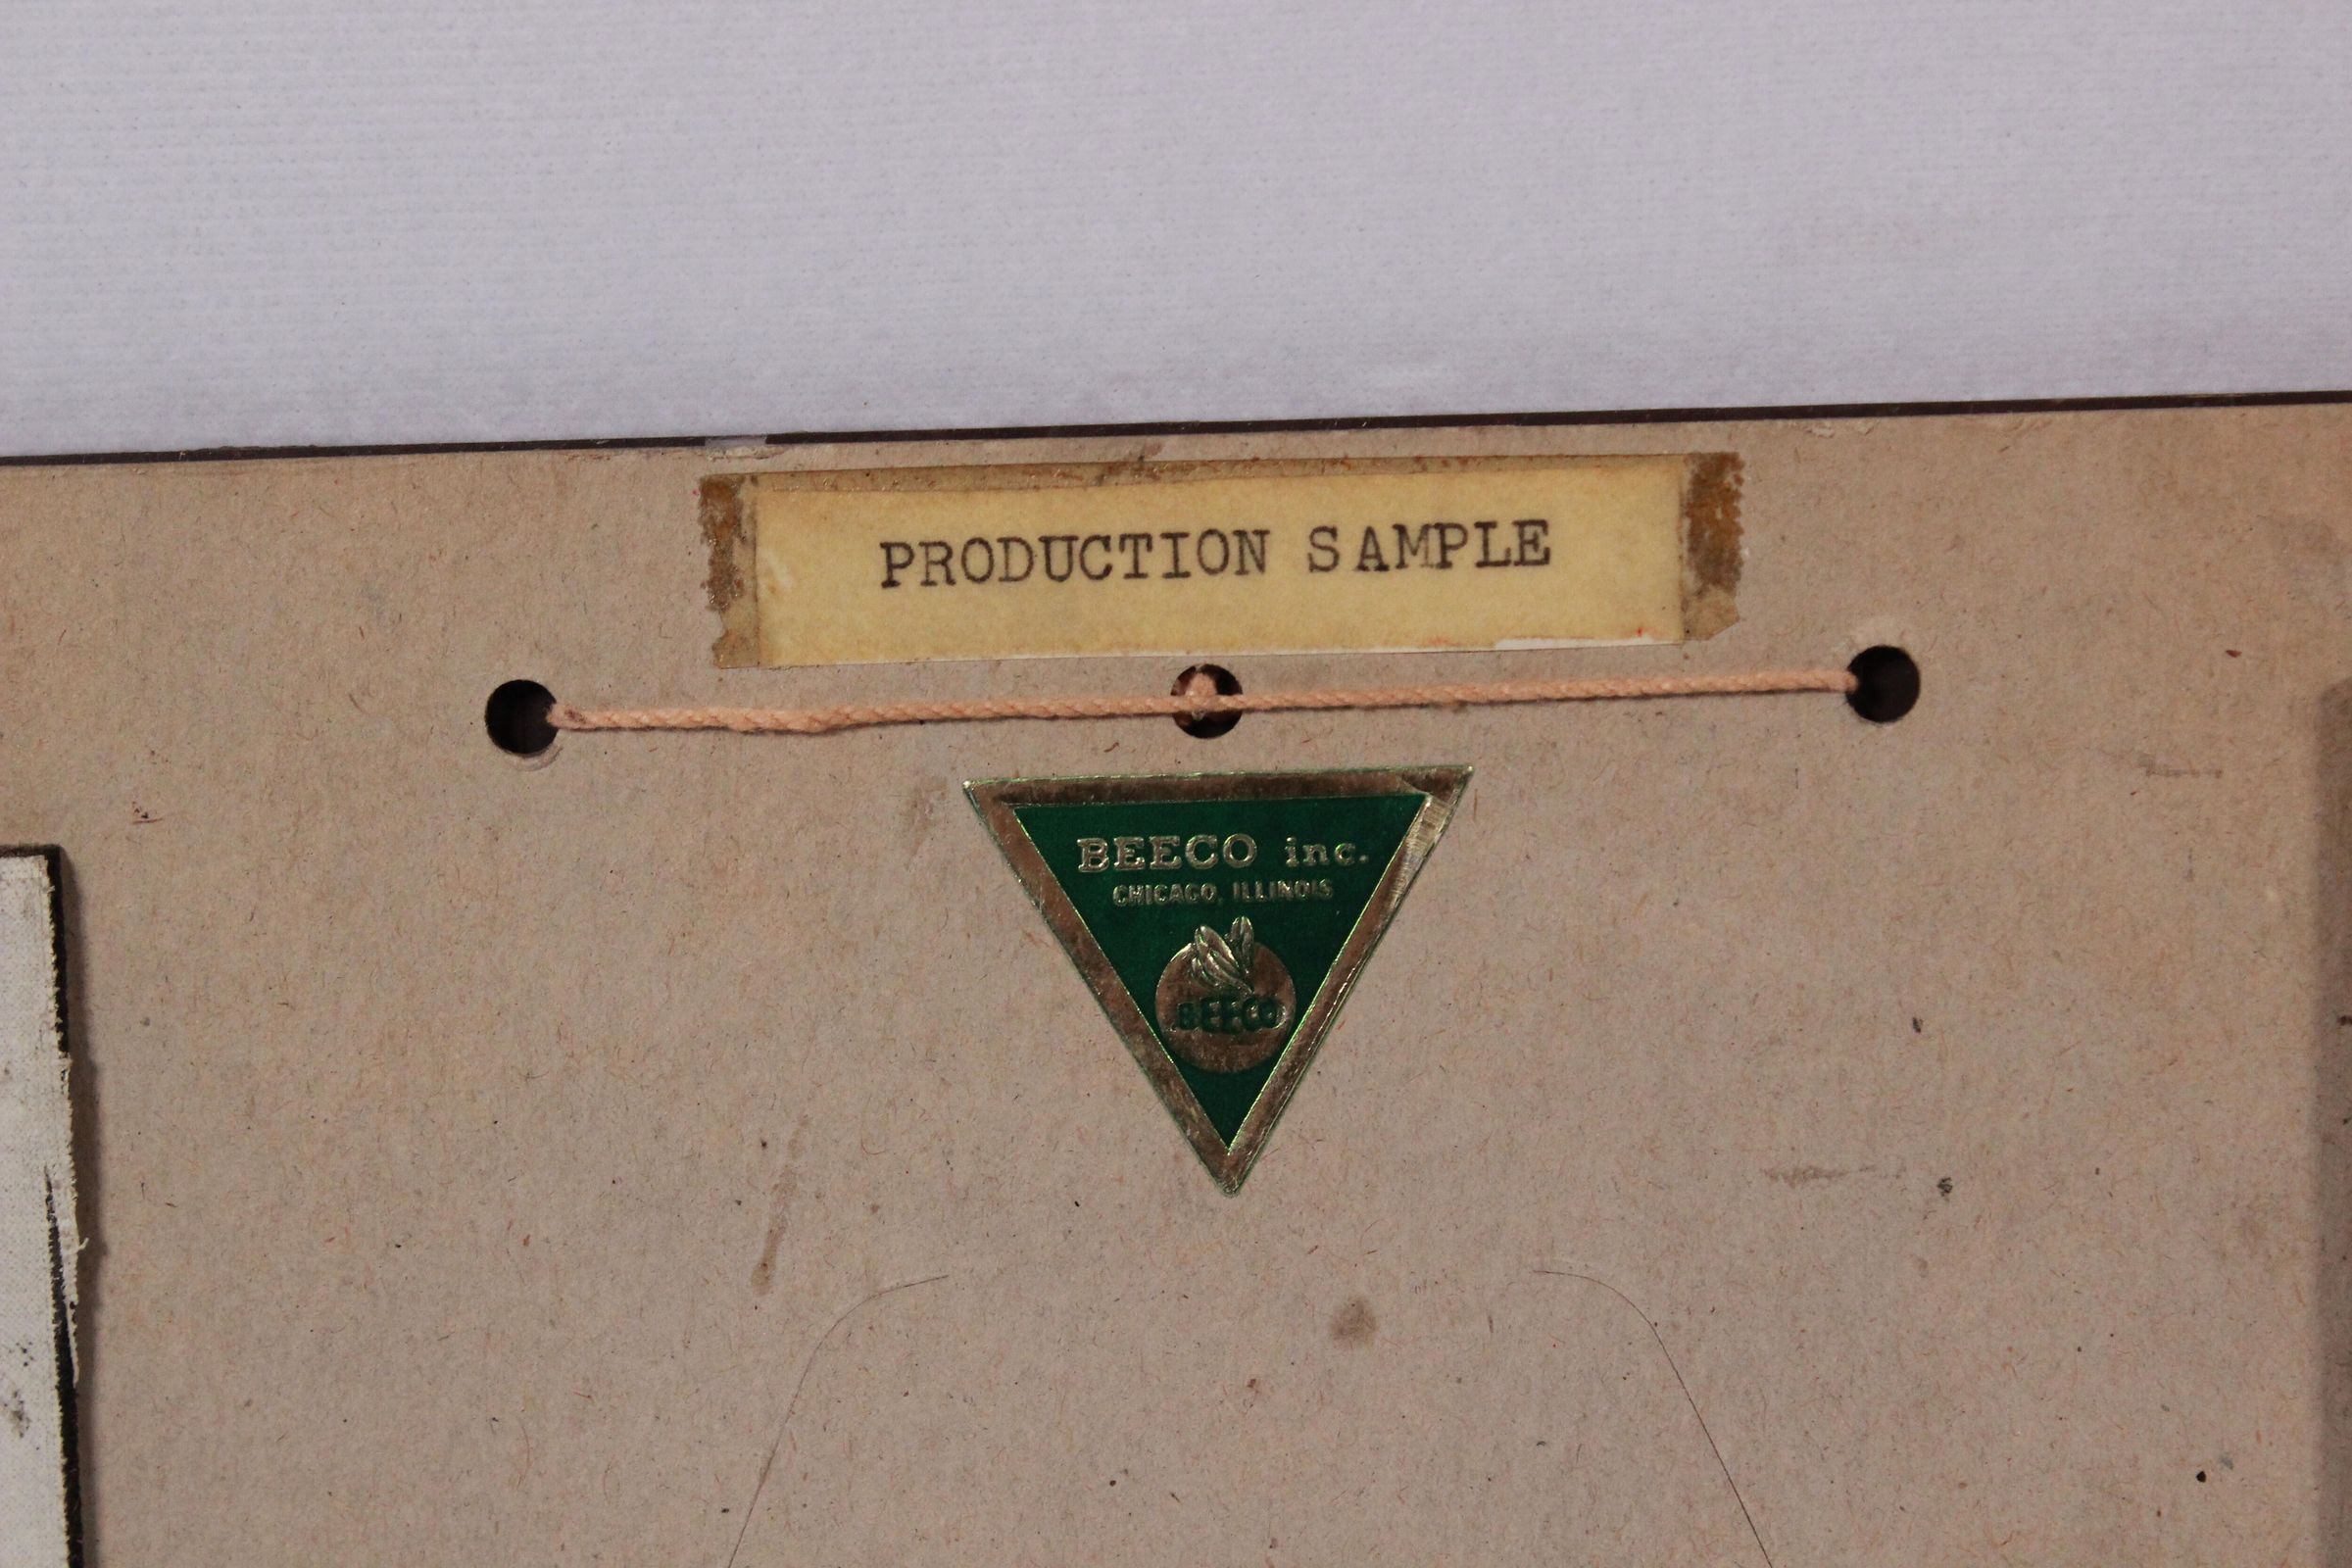 PRODUCTION SAMPLE
BEECO inc.
CHICAGO, ILLINOIS
BEECO